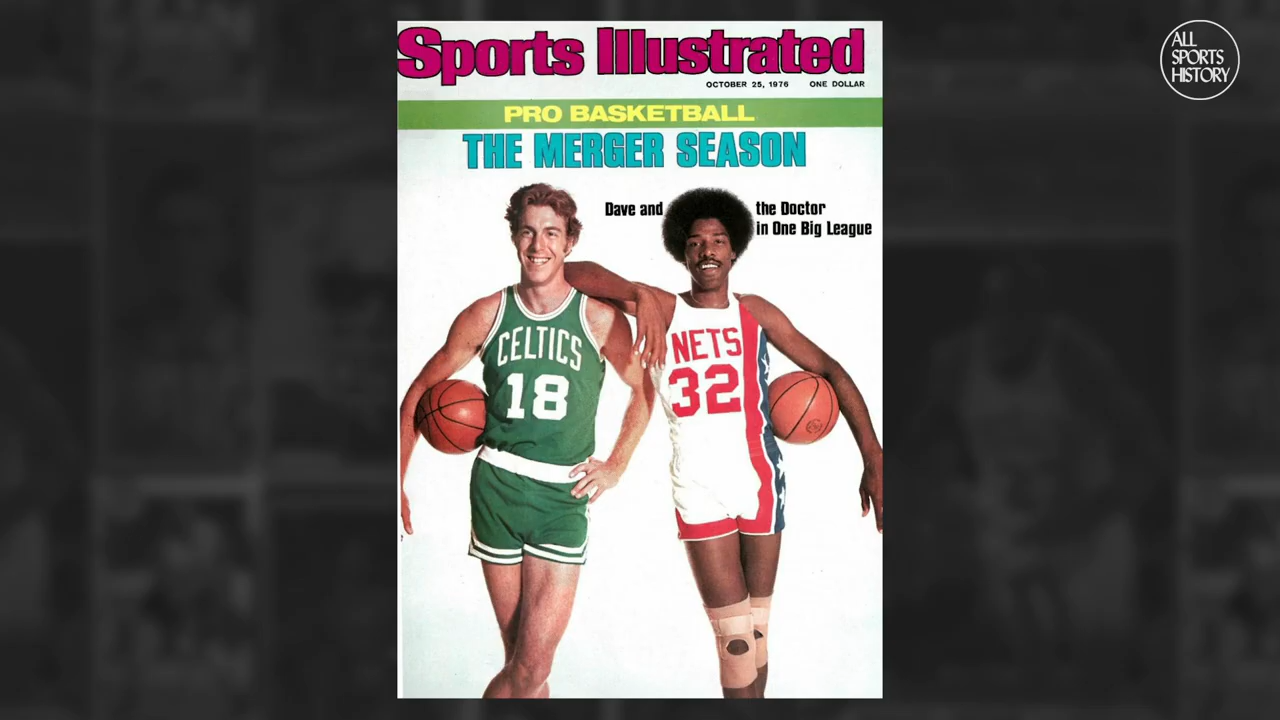 Sports Illustrated
OCTOBER 25, 1976 ONE DOLLAR
PRO BASKETBALL
THE MERGER SEASON
Dave and the Doctor
in One Big League
CELTICS
18
NETS
32
ALL
SPORTS
HISTORY